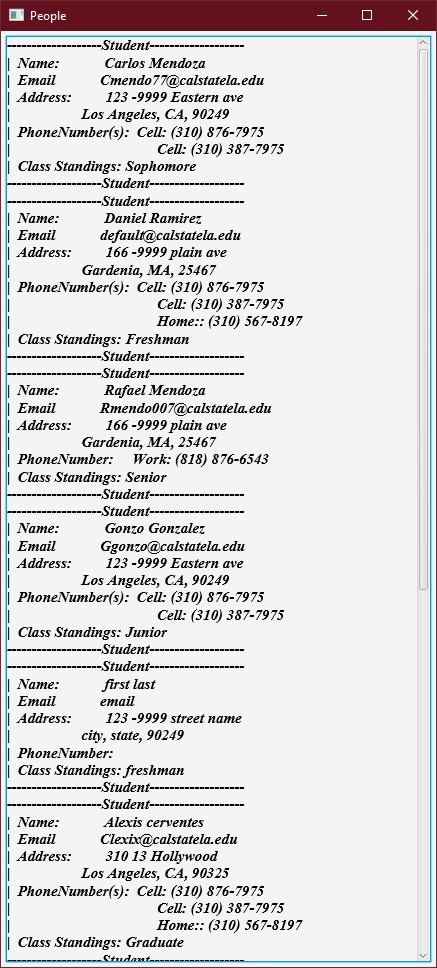 People
-------------------Student-------------------
| Name: Carlos Mendoza
| Email Cmendo77@calstatela.edu
| Address: 123 -9999 Eastern ave
| Los Angeles, CA, 90249
| PhoneNumber(s): Cell: (310) 876-7975
| Cell: (310) 387-7975
| Class Standings: Sophomore
-------------------Student-------------------
-------------------Student-------------------
| Name: Daniel Ramirez
| Email default@calstatela.edu
| Address: 166 -9999 plain ave
| Gardenia, MA, 25467
| PhoneNumber(s): Cell: (310) 876-7975
| Cell: (310) 387-7975
| Home:: (310) 567-8197
| Class Standings: Freshman
-------------------Student-------------------
-------------------Student-------------------
| Name: Rafael Mendoza
| Email Rmendo007@calstatela.edu
| Address: 166 -9999 plain ave
| Gardenia, MA, 25467
| PhoneNumber: Work: (818) 876-6543
| Class Standings: Senior
-------------------Student-------------------
-------------------Student-------------------
| Name: Gonzo Gonzalez
| Email Ggonzo@calstatela.edu
| Address: 123 -9999 Eastern ave
| Los Angeles, CA, 90249
| PhoneNumber(s): Cell: (310) 876-7975
| Cell: (310) 387-7975
| Class Standings: Junior
-------------------Student-------------------
-------------------Student-------------------
| Name: first last
| Email email
| Address: 123 -9999 street name
| city, state, 90249
| PhoneNumber:
| Class Standings: freshman
-------------------Student-------------------
-------------------Student-------------------
| Name: Alexis cerventes
| Email Clexix@calstatela.edu
| Address: 310 13 Hollywood
| Los Angeles, CA, 90325
| PhoneNumber(s): Cell: (310) 876-7975
| Cell: (310) 387-7975
| Home:: (310) 567-8197
| Class Standings: Graduate
-------------------Student-------------------